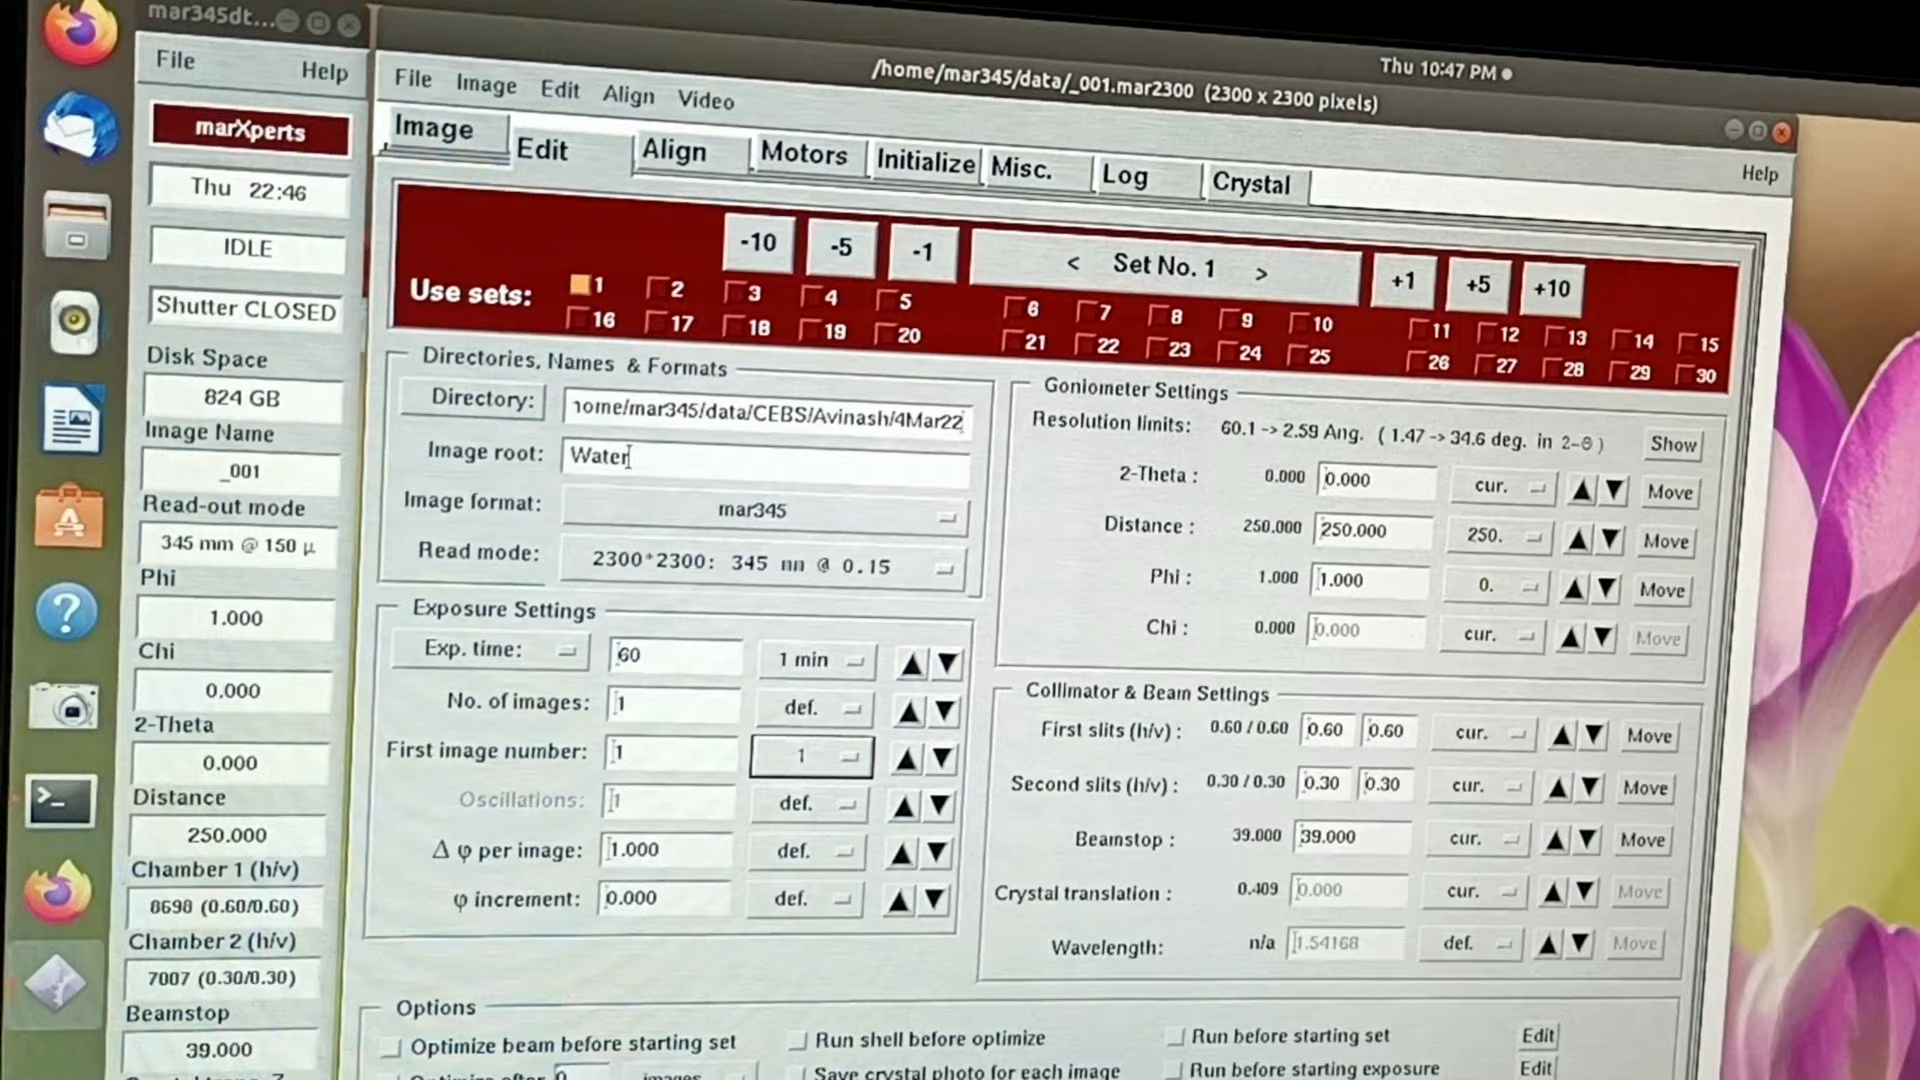 mar345dt...
File Help
marXperts
Thu 22:46
IDLE
Shutter CLOSED
Disk Space
824 GB
Image Name
_001
Read-out mode
345 mm @ 150 µ
Phi
1.000
Chi
0.000
2-Theta
0.000
Distance
250.000
Chamber 1 (h/v)
8698 (0.60/0.60)
Chamber 2 (h/v)
7007 (0.30/0.30)
Beamstop
39.000
Thu 10:47 PM
/home/mar345/data/_001.mar2300 (2300 x 2300 pixels)
File Image Edit Align Video Help
Image Edit Align Motors Initialize Misc. Log Crystal
-10 -5 -1 < Set No. 1 > +1 +5 +10
Use sets: 1 2 3 4 5 6 7 8 9 10 11 12 13 14 15
16 17 18 19 20 21 22 23 24 25 26 27 28 29 30
Directories, Names & Formats
Directory: home/mar345/data/CEBS/Avinash/4Mar22
Image root: Water
Image format: mar345
Read mode: 2300*2300: 345 mm @ 0.15
Exposure Settings
Exp. time: 60 1 min
No. of images: 1 def.
First image number: 1 1
Oscillations: 1 def.
Δ φ per image: 1.000 def.
φ increment: 0.000 def.
Goniometer Settings
Resolution limits: 60.1 -> 2.59 Ang. ( 1.47 -> 34.6 deg. in 2-Θ ) Show
2-Theta : 0.000 0.000 cur. Move
Distance : 250.000 250.000 250. Move
Phi : 1.000 1.000 0. Move
Chi : 0.000 0.000 cur. Move
Collimator & Beam Settings
First slits (h/v) : 0.60 / 0.60 0.60 0.60 cur. Move
Second slits (h/v) : 0.30 / 0.30 0.30 0.30 cur. Move
Beamstop : 39.000 39.000 cur. Move
Crystal translation : 0.409 0.000 cur. Move
Wavelength: n/a 1.54168 def. Move
Options
Optimize beam before starting set Run shell before optimize Run before starting set Edit
Optimize after 0 images Save crystal photo for each image Run before starting exposure Edit